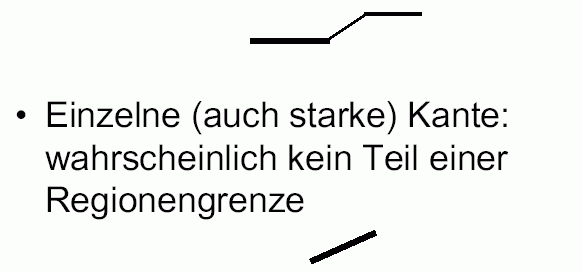 • Einzelne (auch starke) Kante:
wahrscheinlich kein Teil einer
Regionengrenze